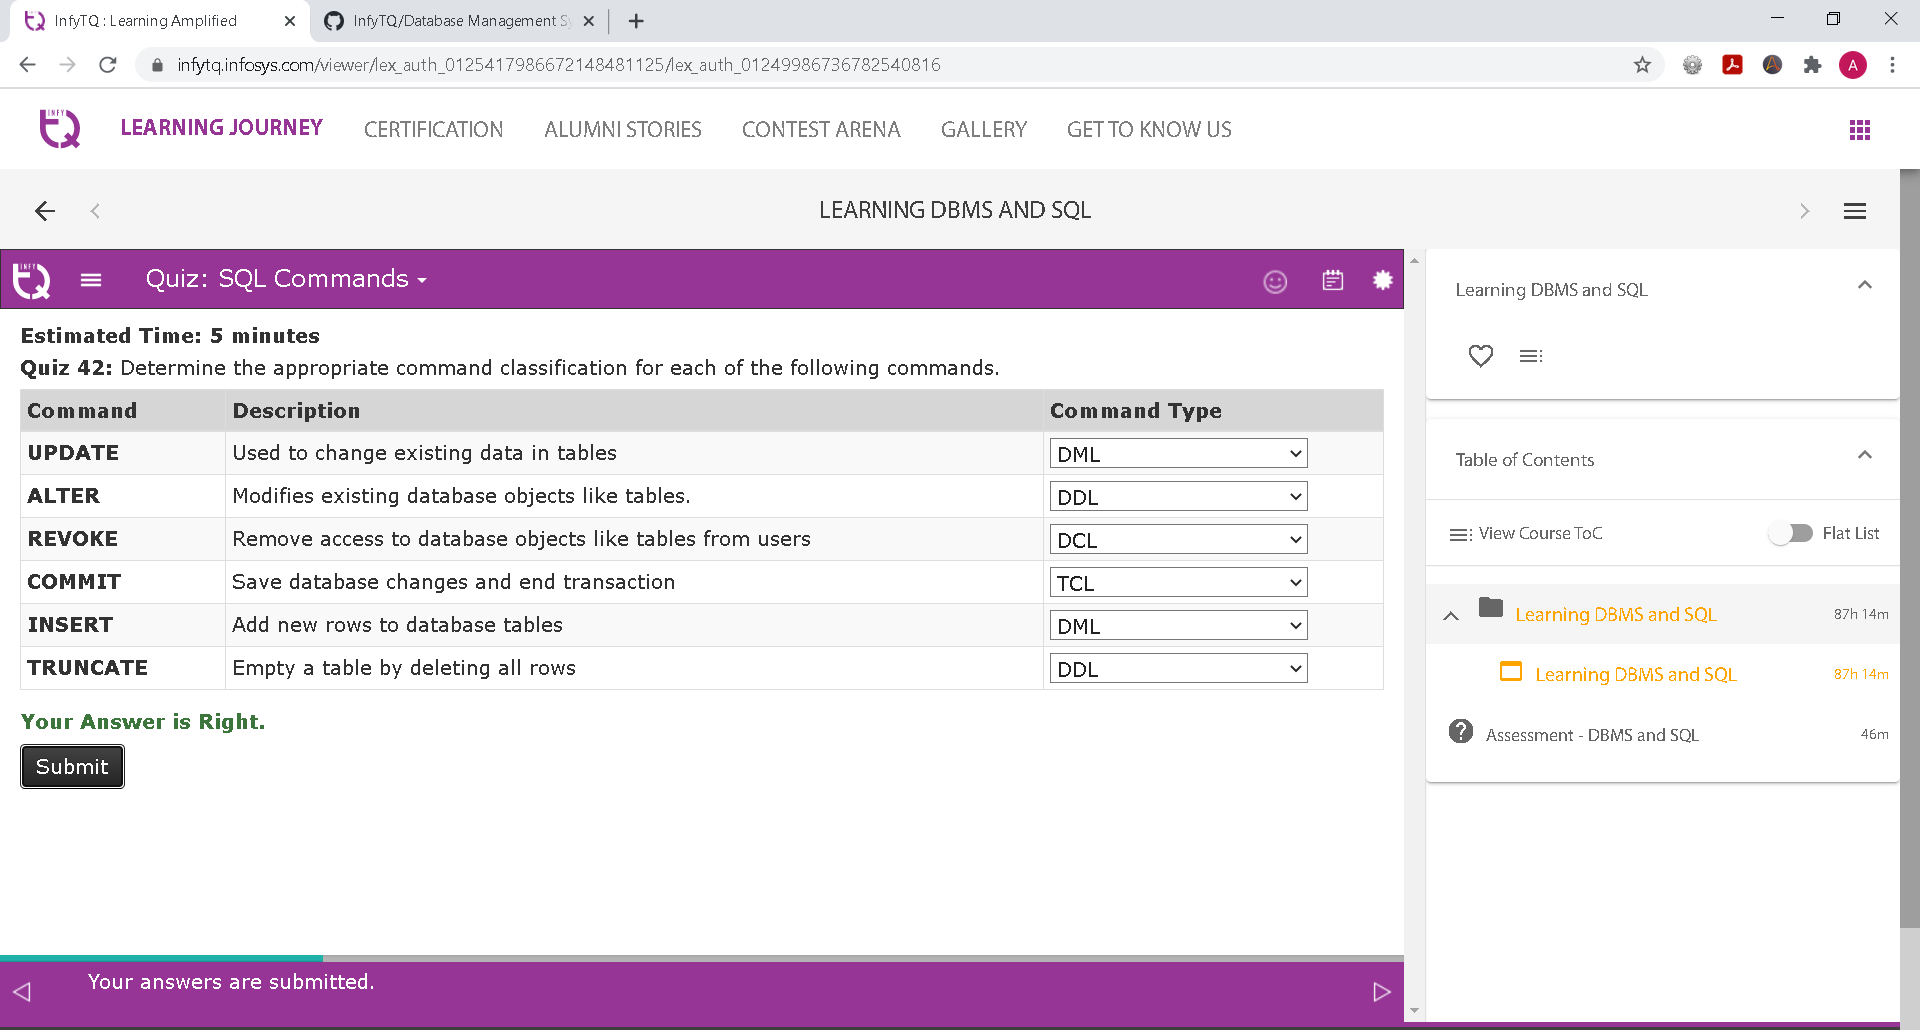 InfyTQ : Learning Amplified
InfyTQ/Database Management Sy
infytq.infosys.com/viewer/lex_auth_0125417986672148481125/lex_auth_01249986736782540816
A
INFY
TQ
LEARNING JOURNEY
CERTIFICATION
ALUMNI STORIES
CONTEST ARENA
GALLERY
GET TO KNOW US
LEARNING DBMS AND SQL
INFY
TQ
Quiz: SQL Commands
Estimated Time: 5 minutes
Quiz 42: Determine the appropriate command classification for each of the following commands.
Command Description Command Type
UPDATE Used to change existing data in tables DML
ALTER Modifies existing database objects like tables. DDL
REVOKE Remove access to database objects like tables from users DCL
COMMIT Save database changes and end transaction TCL
INSERT Add new rows to database tables DML
TRUNCATE Empty a table by deleting all rows DDL
Your Answer is Right.
Submit
Your answers are submitted.
Learning DBMS and SQL
Table of Contents
View Course ToC Flat List
Learning DBMS and SQL 87h 14m
Learning DBMS and SQL 87h 14m
? Assessment - DBMS and SQL 46m